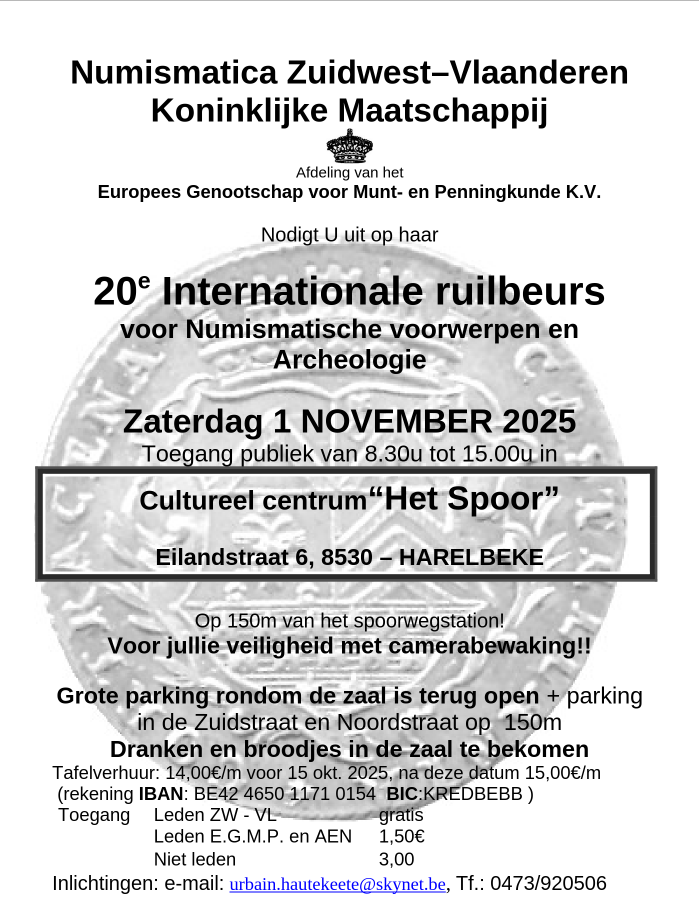 Numismatica Zuidwest–Vlaanderen
Koninklijke Maatschappij
Afdeling van het
Europees Genootschap voor Munt- en Penningkunde K.V.
Nodigt U uit op haar
20e Internationale ruilbeurs
voor Numismatische voorwerpen en
Archeologie
Zaterdag 1 NOVEMBER 2025
Toegang publiek van 8.30u tot 15.00u in
Cultureel centrum“Het Spoor”
Eilandstraat 6, 8530 – HARELBEKE
Op 150m van het spoorwegstation!
Voor jullie veiligheid met camerabewaking!!
Grote parking rondom de zaal is terug open + parking
in de Zuidstraat en Noordstraat op 150m
Dranken en broodjes in de zaal te bekomen
Tafelverhuur: 14,00€/m voor 15 okt. 2025, na deze datum 15,00€/m
(rekening IBAN: BE42 4650 1171 0154 BIC:KREDBEBB )
Toegang Leden ZW - VL gratis
Leden E.G.M.P. en AEN 1,50€
Niet leden 3,00
Inlichtingen: e-mail: urbain.hautekeete@skynet.be, Tf.: 0473/920506